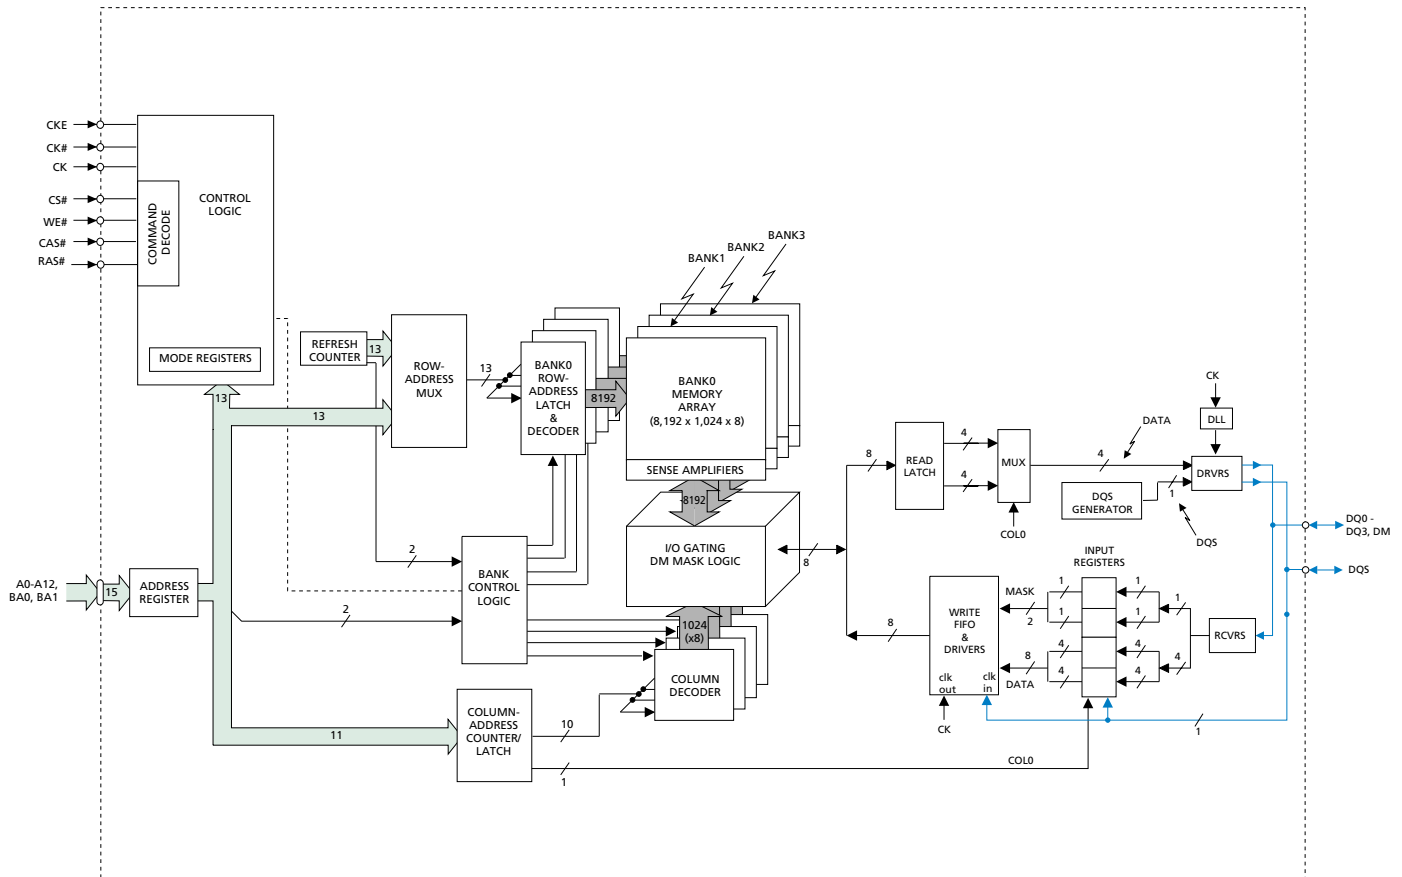 CKE
CK#
CK
CS#
WE#
CAS#
RAS#
COMMAND
DECODE
CONTROL
LOGIC
MODE REGISTERS
REFRESH
COUNTER
13
ROW-
ADDRESS
MUX
13
13
13
BANK0
ROW-
ADDRESS
LATCH
&
DECODER
8192
BANK1
BANK2
BANK3
BANK0
MEMORY
ARRAY
(8,192 x 1,024 x 8)
SENSE AMPLIFIERS
8192
I/O GATING
DM MASK LOGIC
8
A0-A12,
BA0, BA1
15
ADDRESS
REGISTER
2
2
BANK
CONTROL
LOGIC
1024
(x8)
COLUMN
DECODER
11
COLUMN-
ADDRESS
COUNTER/
LATCH
10
1
COL0
8
READ
LATCH
4
4
MUX
COL0
4
DATA
DQS
GENERATOR
1
DQS
CK
DLL
DRVRS
DQ0 -
DQ3, DM
DQS
INPUT
REGISTERS
8
WRITE
FIFO
&
DRIVERS
clk
out
clk
in
CK
MASK
2
8
DATA
1
1
4
4
1
1
4
4
1
4
RCVRS
1